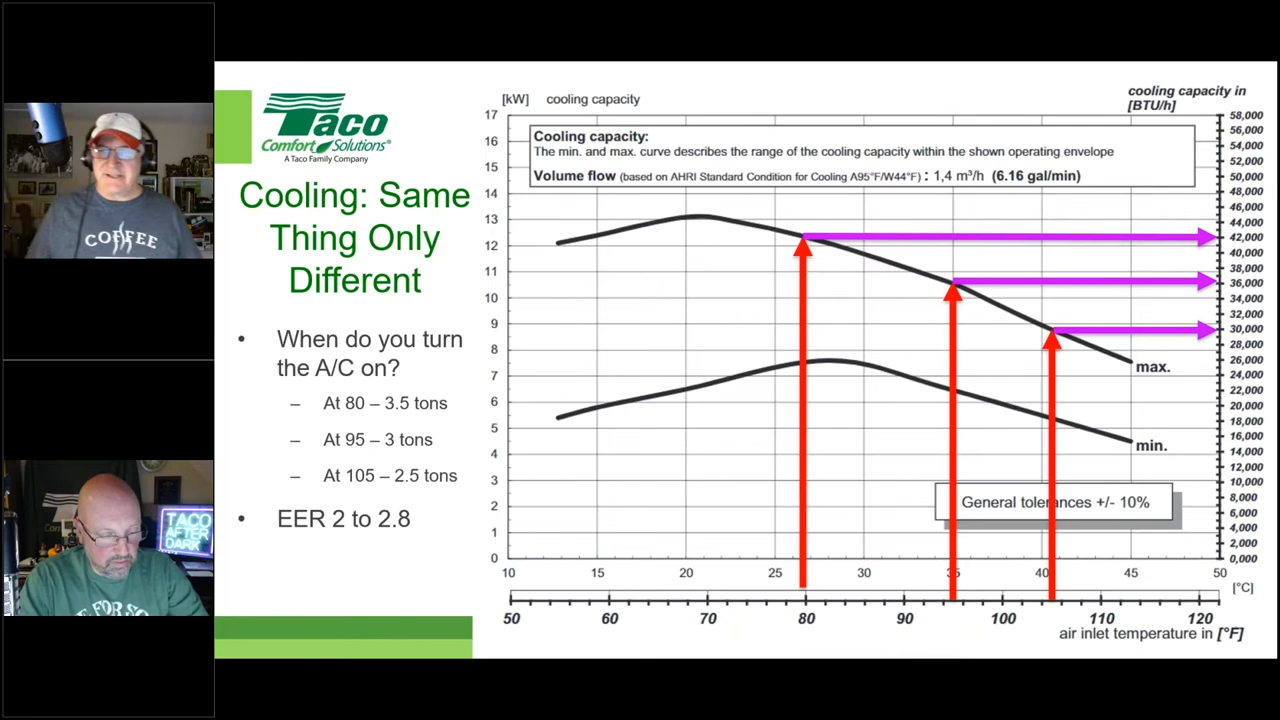 COFFEE
TACO
AFTER
DARK
Taco
Comfort Solutions®
A Taco Family Company
Cooling: Same
Thing Only
Different
• When do you turn
the A/C on?
– At 80 – 3.5 tons
– At 95 – 3 tons
– At 105 – 2.5 tons
• EER 2 to 2.8
[kW] cooling capacity
cooling capacity in
[BTU/h]
Cooling capacity:
The min. and max. curve describes the range of the cooling capacity within the shown operating envelope
Volume flow (based on AHRI Standard Condition for Cooling A95°F/W44°F) : 1,4 m³/h (6.16 gal/min)
17
16
15
14
13
12
11
10
9
8
7
6
5
4
3
2
1
0
58,000
56,000
54,000
52,000
50,000
48,000
46,000
44,000
42,000
40,000
38,000
36,000
34,000
32,000
30,000
28,000
26,000
24,000
22,000
20,000
18,000
16,000
14,000
12,000
10,000
8,000
6,000
4,000
2,000
0,000
max.
min.
General tolerances +/- 10%
10 15 20 25 30 35 40 45 50
[°C]
50 60 70 80 90 100 110 120
air inlet temperature in [°F]